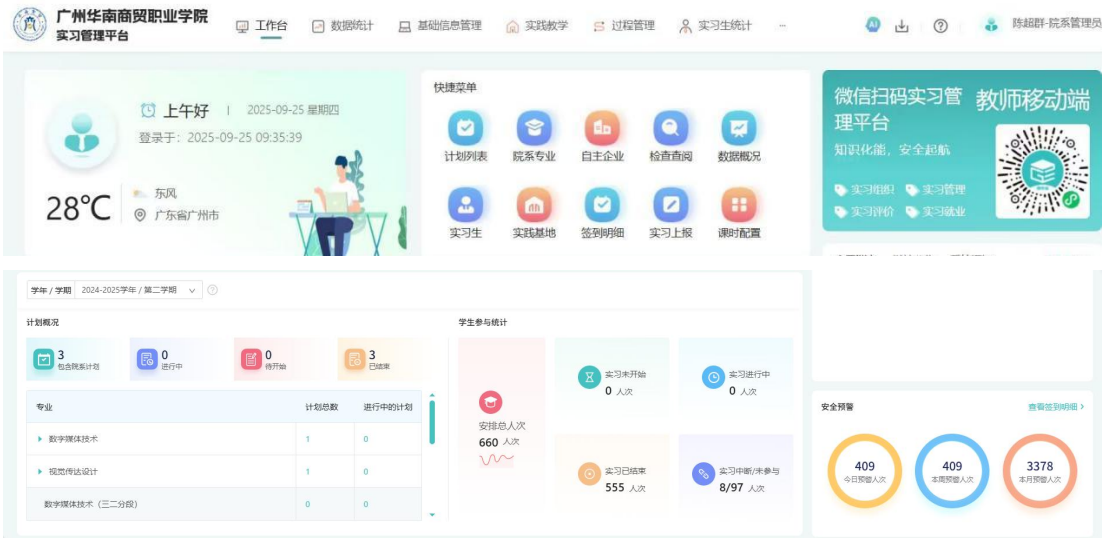 广州华南商贸职业学院
实习管理平台
工作台 数据统计 基础信息管理 实践教学 过程管理 实习生统计 ··· AI 陈超群-院系管理员
上午好 | 2025-09-25 星期四
登录于: 2025-09-25 09:35:39
28℃
东风
广东省广州市
快捷菜单
计划列表 院系专业 自主企业 检查查阅 数据概况
实习生 实践基地 签到明细 实习上报 课时配置
微信扫码实习管理平台
教师移动端
知识化能，安全起航
实习组织 实习管理
实习评价 实习就业
学年 / 学期 2024-2025学年 / 第二学期
计划概况
3 包含院系计划
0 进行中
0 待开始
3 已结束
专业 计划总数 进行中的计划
数字媒体技术 1 0
视觉传达设计 1 0
数字媒体技术（三二分段） 0 0
学生参与统计
安排总人次
660 人次
实习未开始
0 人次
实习进行中
0 人次
实习已结束
555 人次
实习中断/未参与
8/97 人次
安全预警 查看签到明细 >
409
今日预警人次
409
本周预警人次
3378
本月预警人次